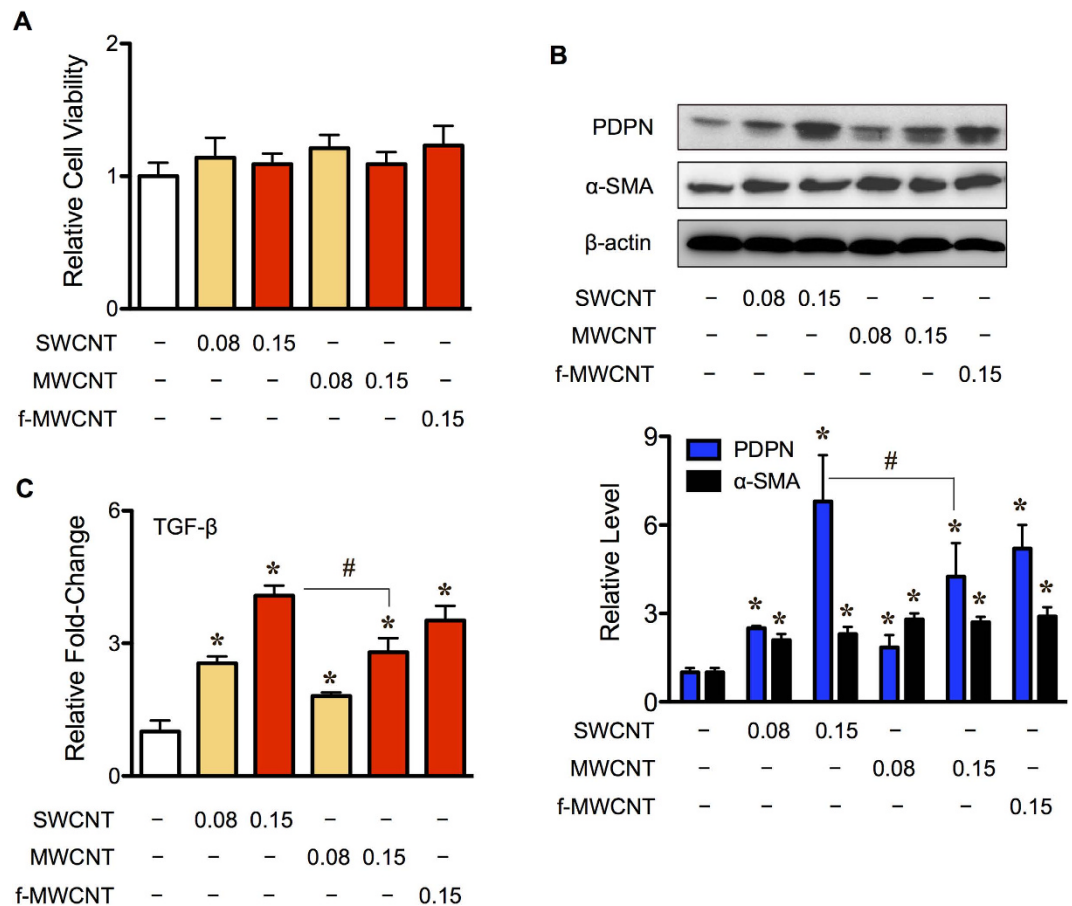 A
Relative Cell Viability
2
1
0
SWCNT – 0.08 0.15 – – –
MWCNT – – – 0.08 0.15 –
f-MWCNT – – – – – 0.15
B
PDPN
α-SMA
β-actin
SWCNT – 0.08 0.15 – – –
MWCNT – – – 0.08 0.15 –
f-MWCNT – – – – – 0.15
Relative Level
9
6
3
0
PDPN
α-SMA
* * * * * * * * * *
#
SWCNT – 0.08 0.15 – – –
MWCNT – – – 0.08 0.15 –
f-MWCNT – – – – – 0.15
C
Relative Fold-Change
6
3
0
TGF-β
* * * * *
#
SWCNT – 0.08 0.15 – – –
MWCNT – – – 0.08 0.15 –
f-MWCNT – – – – – 0.15